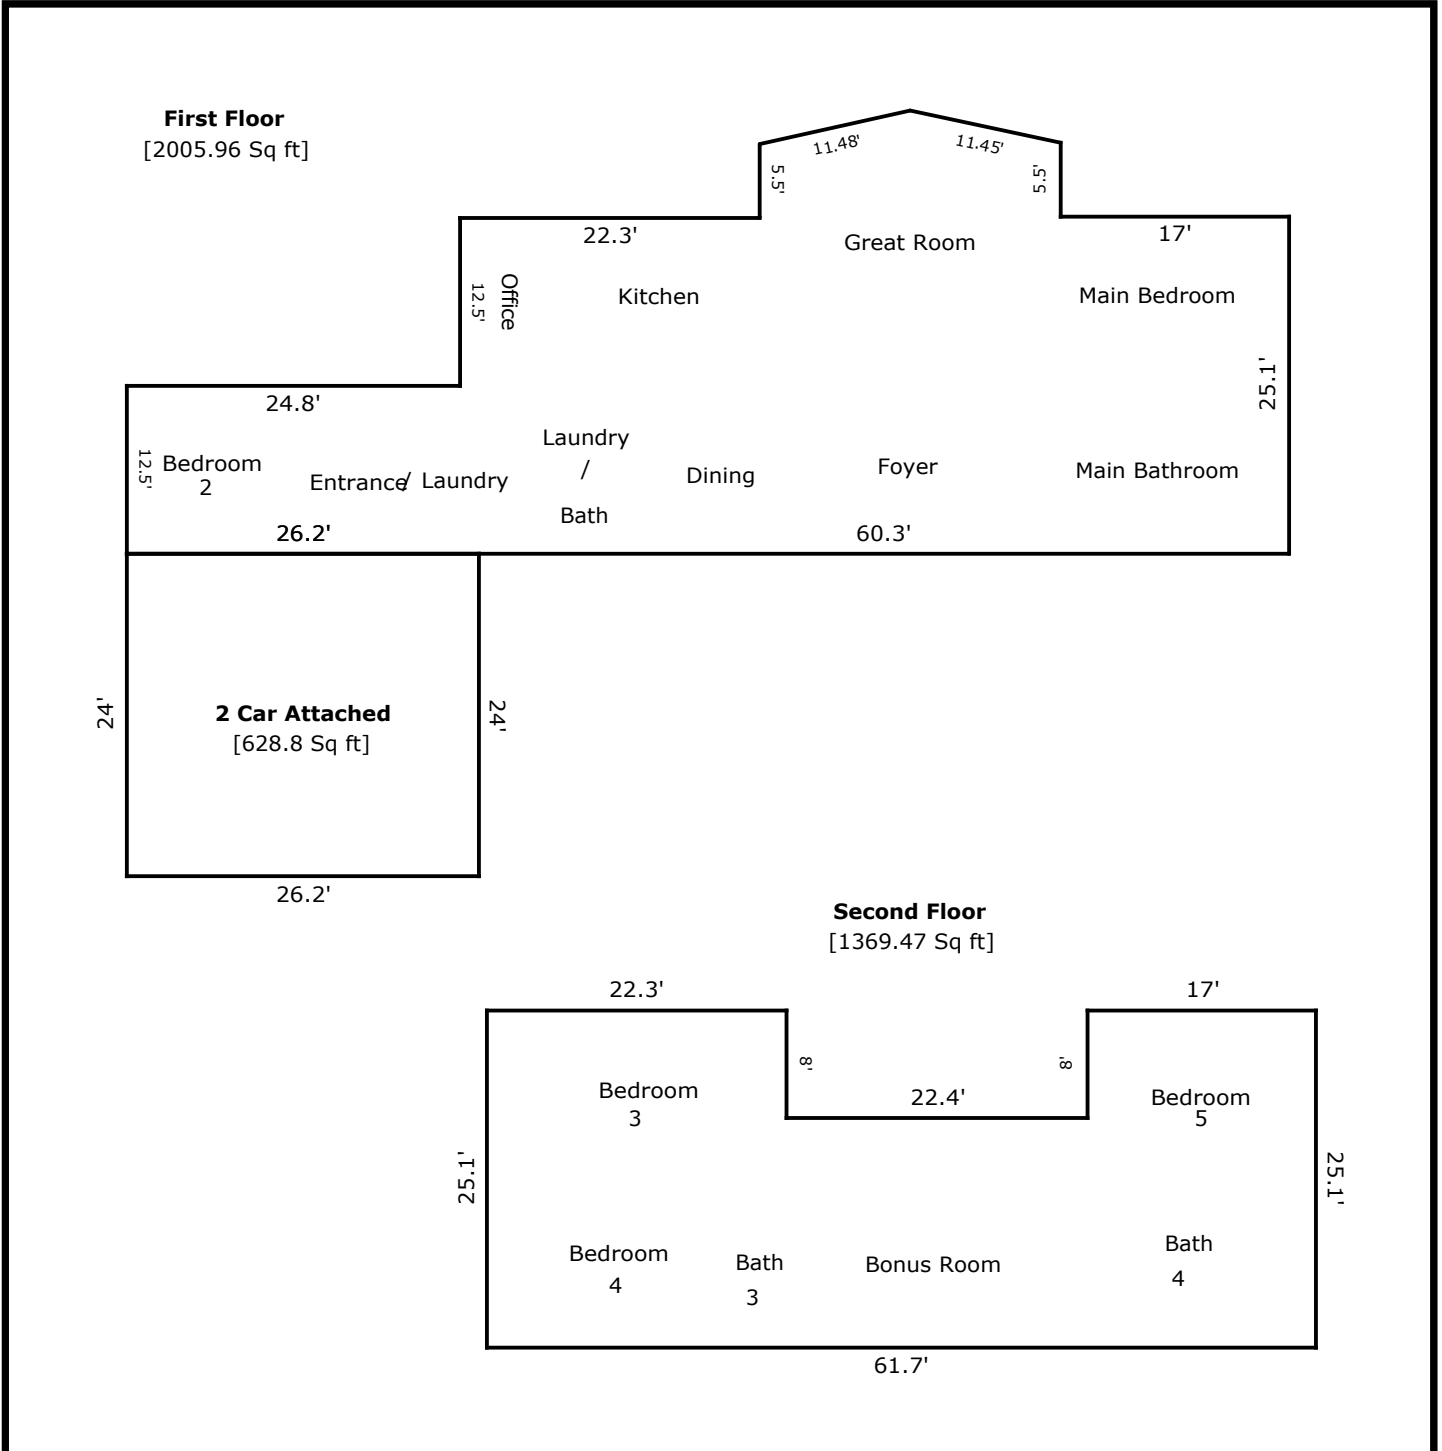 First Floor
[2005.96 Sq ft]
11.48'
11.45'
5.5'
5.5'
22.3'
Great Room
17'
Office
12.5'
Kitchen
Main Bedroom
25.1'
24.8'
12.5'
Bedroom
2
Entrance/ Laundry
Laundry
/
Bath
Dining
Foyer
Main Bathroom
26.2'
60.3'
24'
2 Car Attached
[628.8 Sq ft]
24'
26.2'
Second Floor
[1369.47 Sq ft]
22.3'
17'
8'
8'
22.4'
Bedroom
3
Bedroom
5
25.1'
25.1'
Bedroom
4
Bath
3
Bonus Room
Bath
4
61.7'